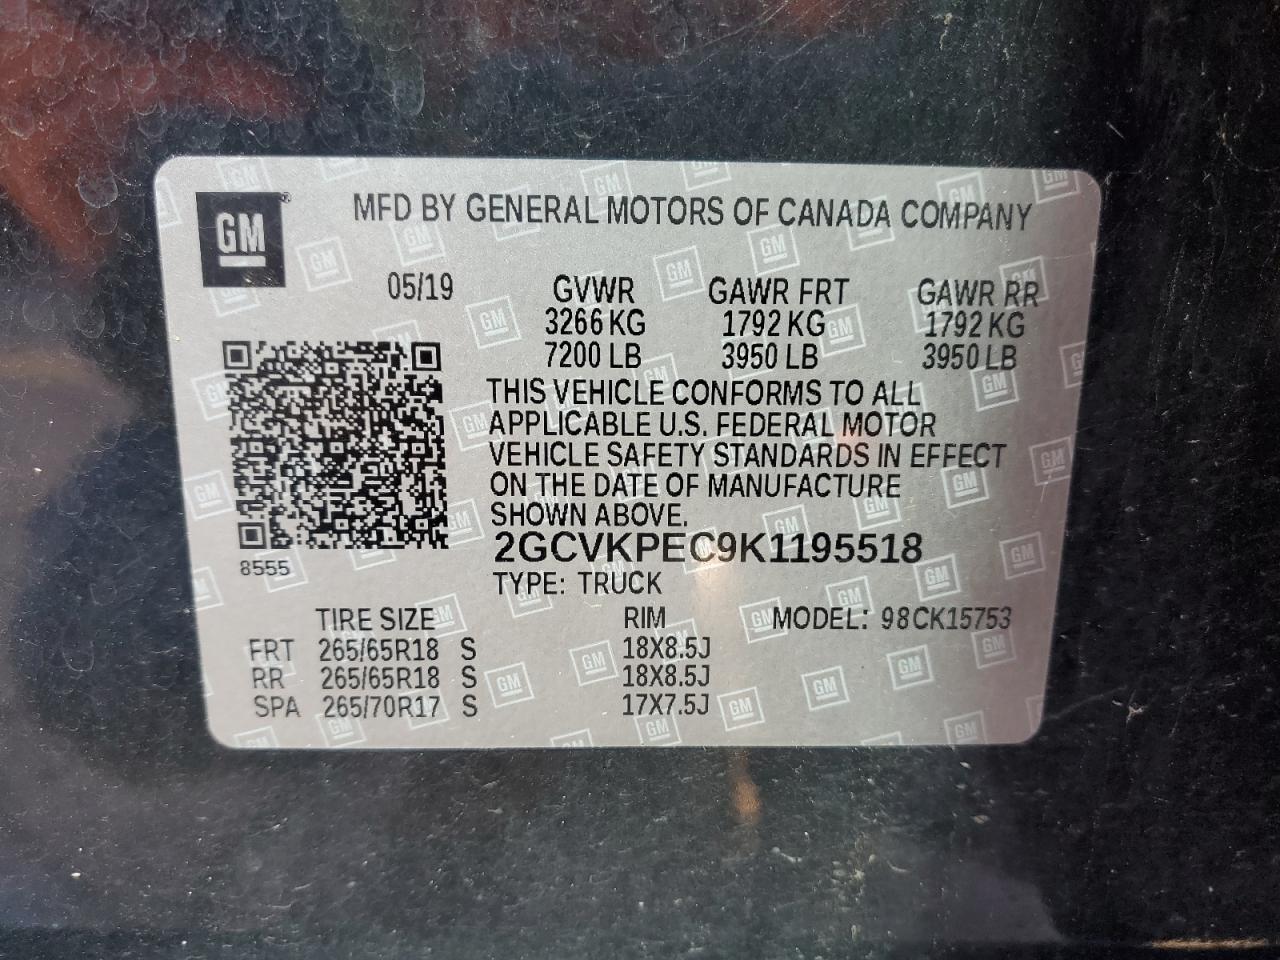 GM
MFD BY GENERAL MOTORS OF CANADA COMPANY
05/19 GVWR GAWR FRT GAWR RR
3266 KG 1792 KG 1792 KG
7200 LB 3950 LB 3950 LB
THIS VEHICLE CONFORMS TO ALL
APPLICABLE U.S. FEDERAL MOTOR
VEHICLE SAFETY STANDARDS IN EFFECT
ON THE DATE OF MANUFACTURE
SHOWN ABOVE.
2GCVKPEC9K1195518
8555
TYPE: TRUCK
TIRE SIZE RIM MODEL: 98CK15753
FRT 265/65R18 S 18X8.5J
RR 265/65R18 S 18X8.5J
SPA 265/70R17 S 17X7.5J